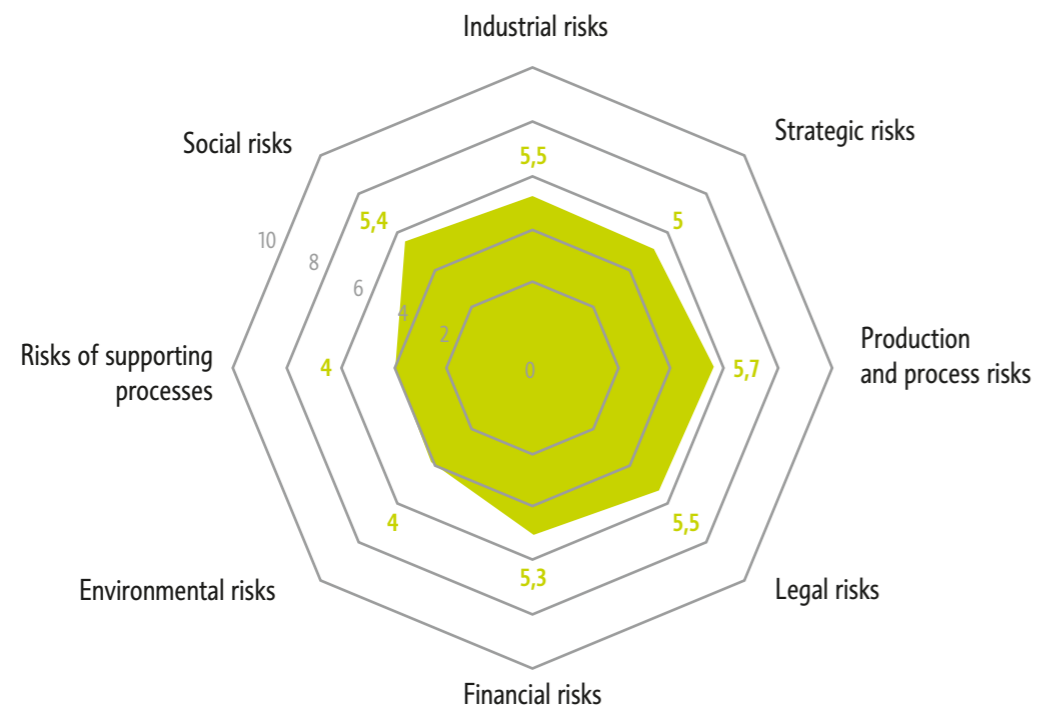 Industrial risks
Strategic risks
Social risks
5,5
5,4
5
10
8
6
4
2
Production
and process risks
Risks of supporting
processes
4
0
5,7
4
5,5
5,3
Environmental risks
Legal risks
Financial risks